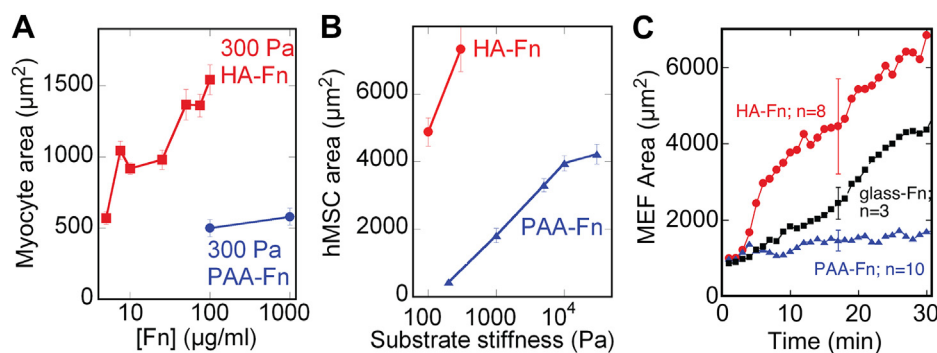 A
Myocyte area (µm²)
1500
1000
500
0
300 Pa
HA-Fn
300 Pa
PAA-Fn
10
100
1000
[Fn] (µg/ml)
B
hMSC area (µm²)
6000
4000
2000
0
HA-Fn
PAA-Fn
100
1000
10⁴
Substrate stiffness (Pa)
C
MEF Area (µm²)
6000
4000
2000
0
HA-Fn; n=8
glass-Fn;
n=3
PAA-Fn; n=10
0
10
20
30
Time (min)